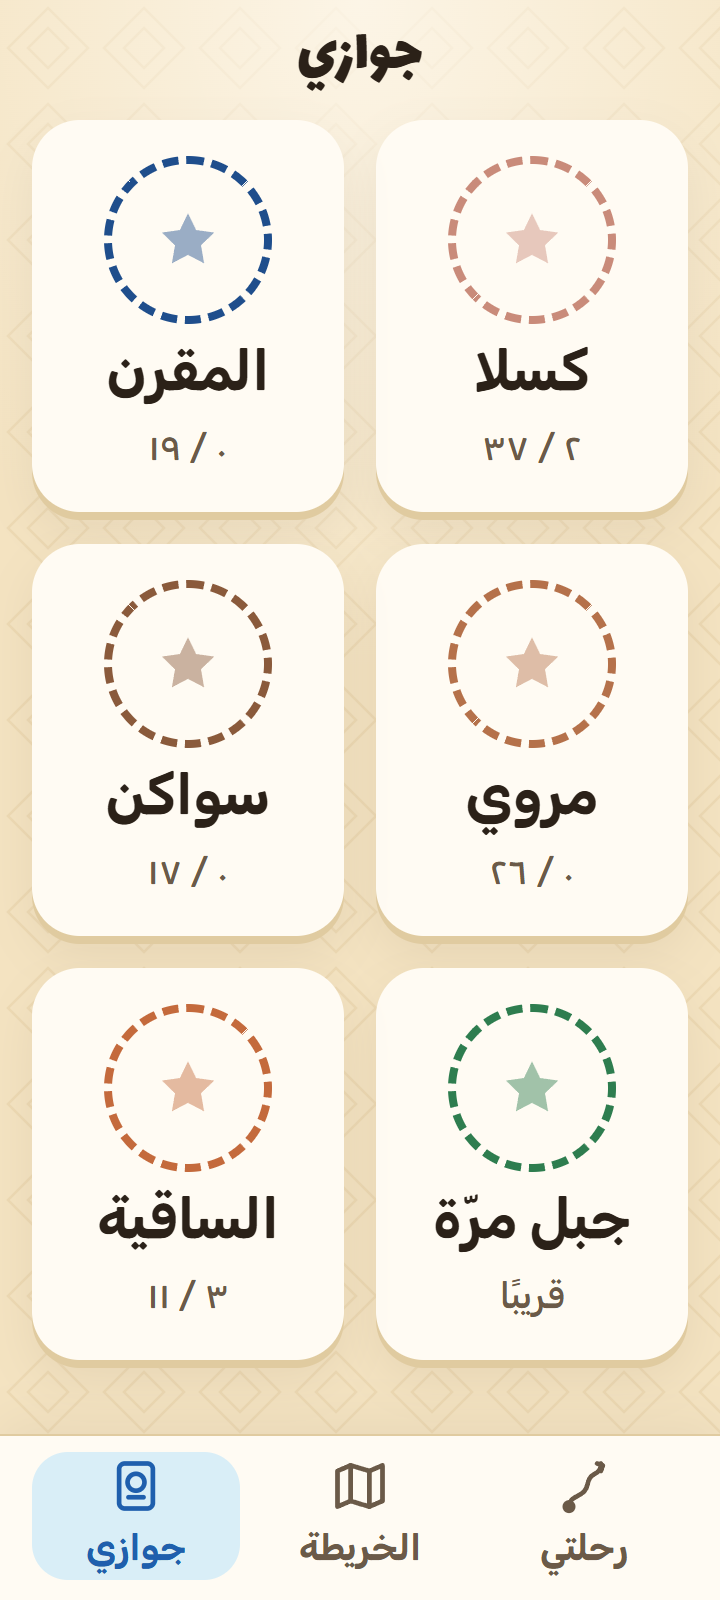 جوازي
كسلا
٢ / ٣٧
المقرن
٠ / ١٩
مروي
٠ / ٢٦
سواكن
٠ / ١٧
جبل مرّة
قريبًا
الساقية
٣ / ١١
رحلتي
الخريطة
جوازي